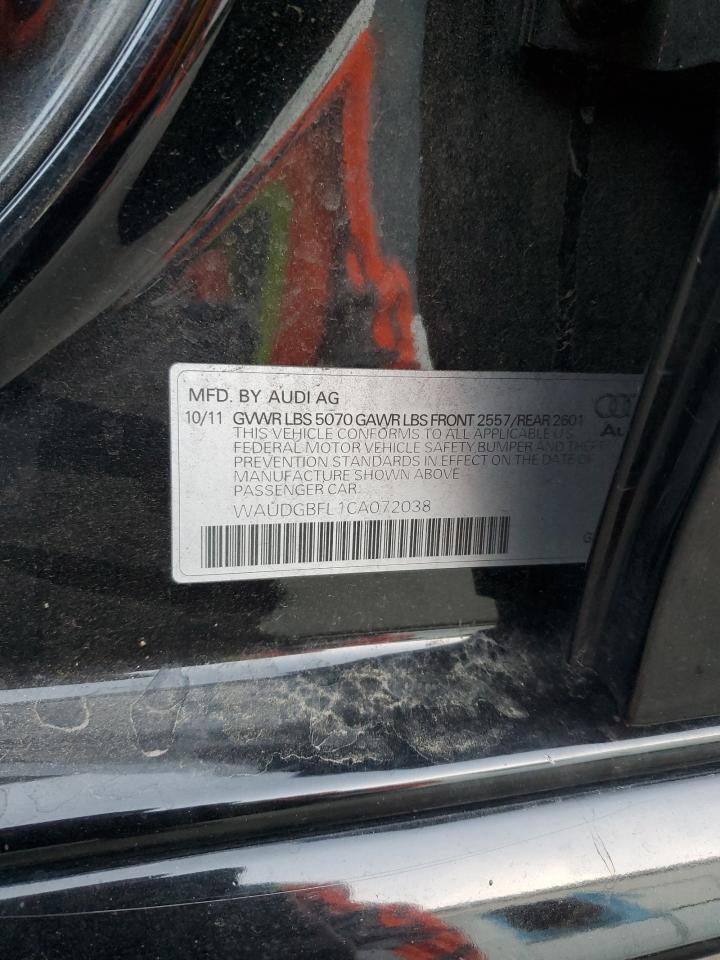 MFD. BY AUDI AG
10/11 GVWR LBS 5070 GAWR LBS FRONT 2557/REAR 2601
THIS VEHICLE CONFORMS TO ALL APPLICABLE U.S.
FEDERAL MOTOR VEHICLE SAFETY BUMPER AND THEFT
PREVENTION STANDARDS IN EFFECT ON THE DATE OF
MANUFACTURE SHOWN ABOVE
PASSENGER CAR
WAUDGBFL1CA072038